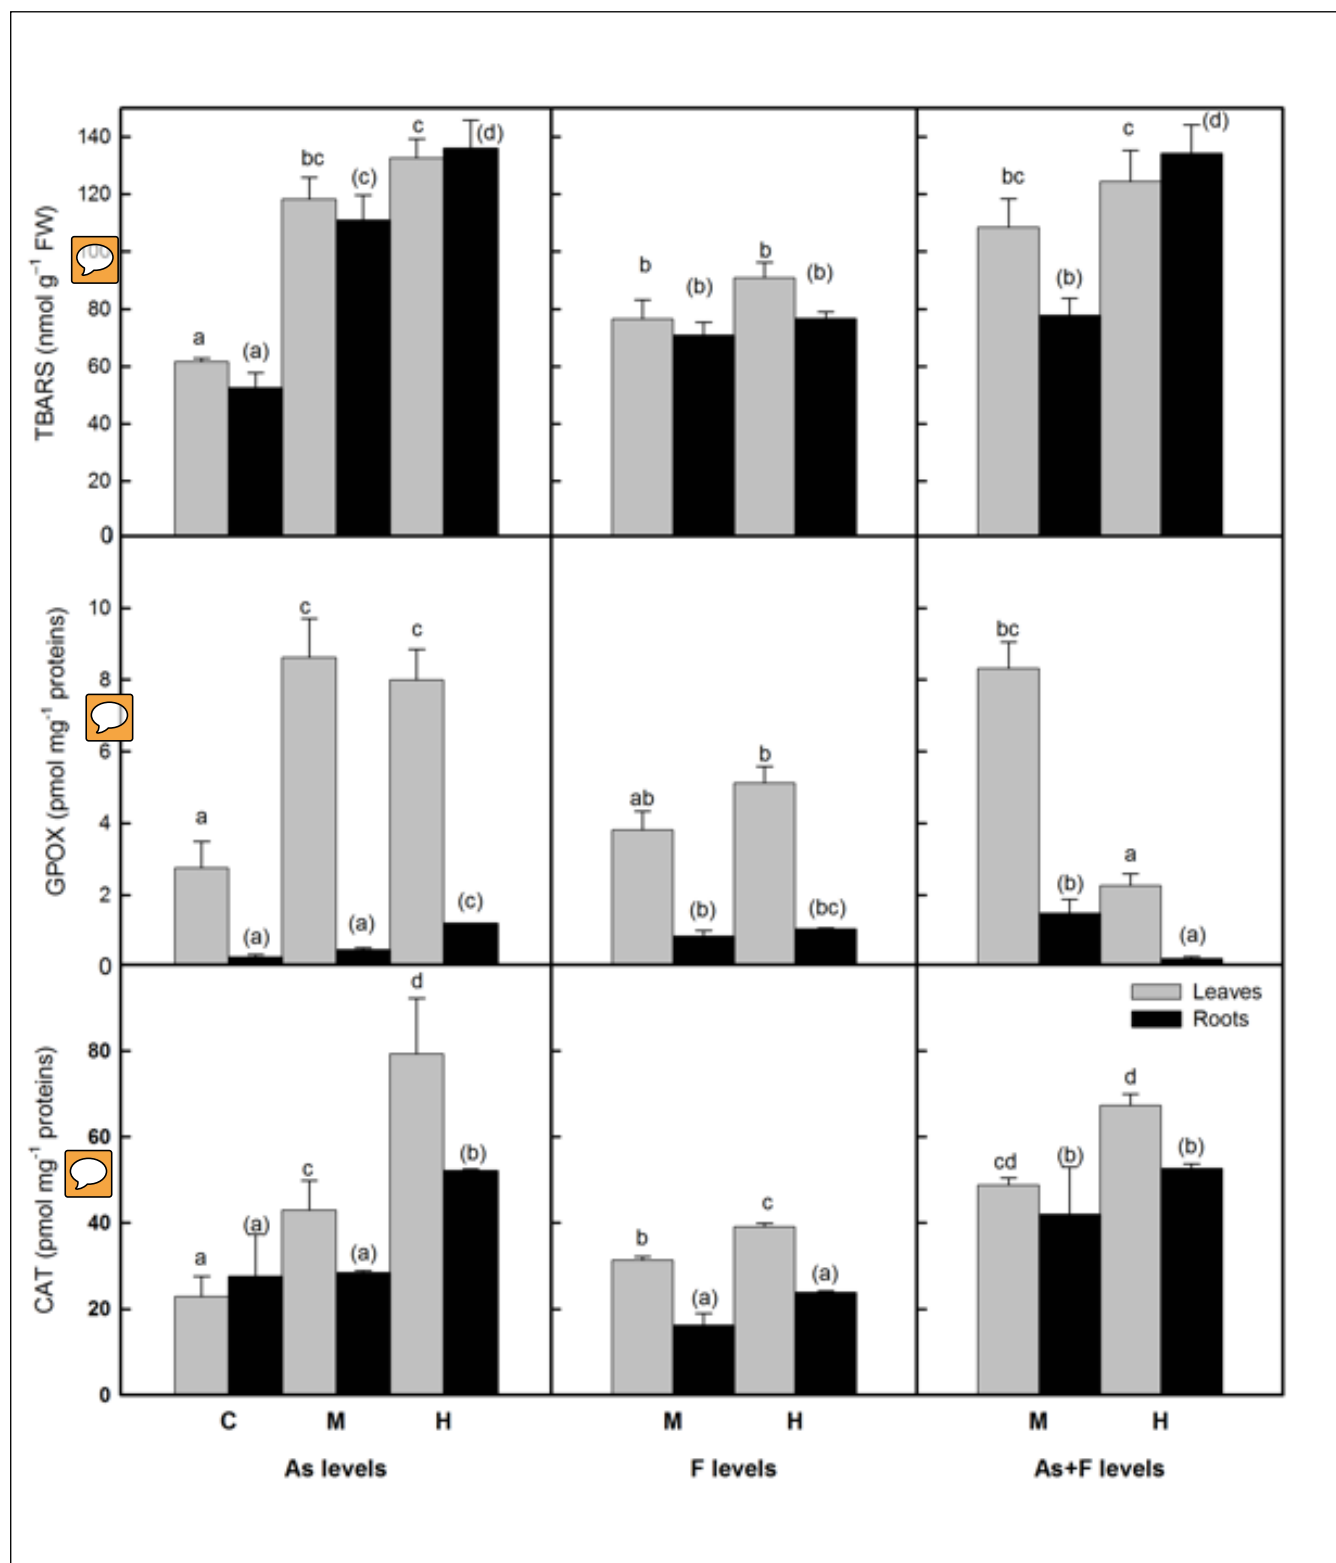 TBARS (nmol g⁻¹ FW)
140
120
100
80
60
40
20
0
a
(a)
bc
(c)
c
(d)
b
(b)
b
(b)
bc
(b)
c
(d)
GPOX (pmol mg⁻¹ proteins)
10
8
6
4
2
0
a
(a)
c
(a)
c
(c)
ab
(b)
b
(bc)
bc
(b)
a
(a)
CAT (pmol mg⁻¹ proteins)
80
60
40
20
0
a
(a)
c
(a)
d
(b)
b
(a)
c
(a)
cd
(b)
d
(b)
Leaves
Roots
C M H M H M H
As levels F levels As+F levels